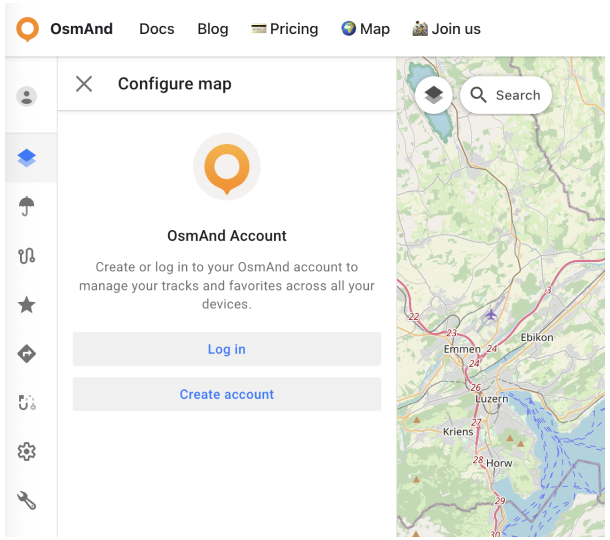 OsmAnd
Docs
Blog
Pricing
Map
Join us
Configure map
Search
OsmAnd Account
Create or log in to your OsmAnd account to
manage your tracks and favorites across all your
devices.
Log in
Create account
22
23
24
24
Emmen
Ebikon
24
26
Luzern
27
Kriens
28
Horw
29
30